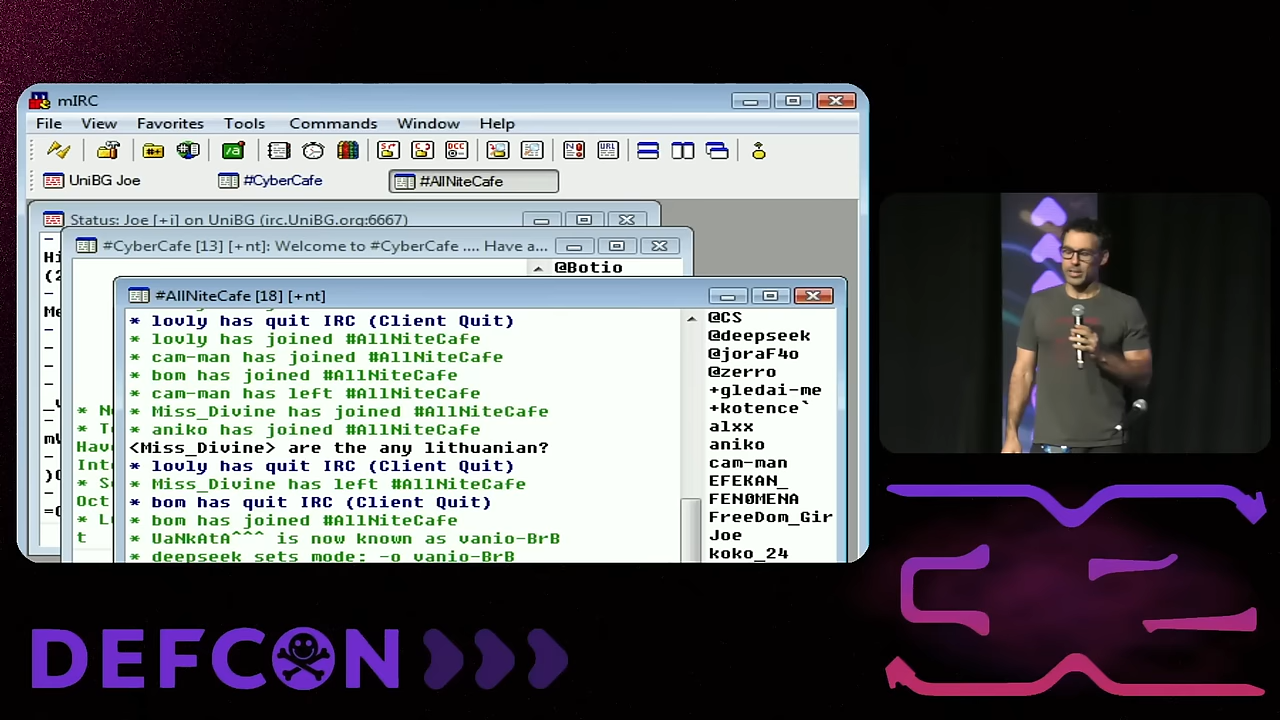 mIRC
File View Favorites Tools Commands Window Help
UniBG Joe #CyberCafe #AllNiteCafe
Status: Joe [+i] on UniBG (irc.UniBG.org:6667)
#CyberCafe [13] [+nt]: Welcome to #CyberCafe .... Have a...
@Botio
#AllNiteCafe [18] [+nt]
* lovly has quit IRC (Client Quit)
* lovly has joined #AllNiteCafe
* cam-man has joined #AllNiteCafe
* bom has joined #AllNiteCafe
* cam-man has left #AllNiteCafe
* Miss_Divine has joined #AllNiteCafe
* aniko has joined #AllNiteCafe
<Miss_Divine> are the any lithuanian?
* lovly has quit IRC (Client Quit)
* Miss_Divine has left #AllNiteCafe
* bom has quit IRC (Client Quit)
* bom has joined #AllNiteCafe
* UaNkAtA^^^ is now known as vanio-BrB
* deepseek sets mode: -o vanio-BrB
@CS
@deepseek
@joraF4o
@zerro
+gledai-me
+kotence`
alxx
aniko
cam-man
EFEKAN_
FEN0MENA
FreeDom_Gir
Joe
koko_24
DEFCON